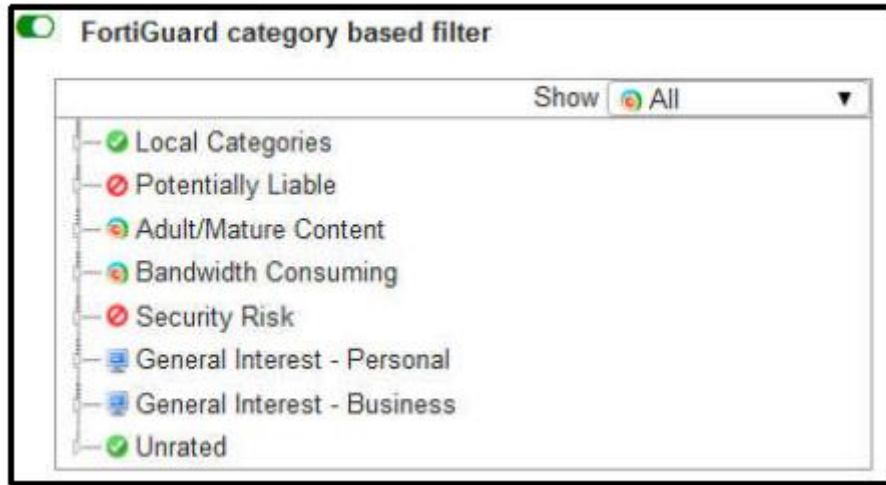 FortiGuard category based filter
Show All
Local Categories
Potentially Liable
Adult/Mature Content
Bandwidth Consuming
Security Risk
General Interest - Personal
General Interest - Business
Unrated